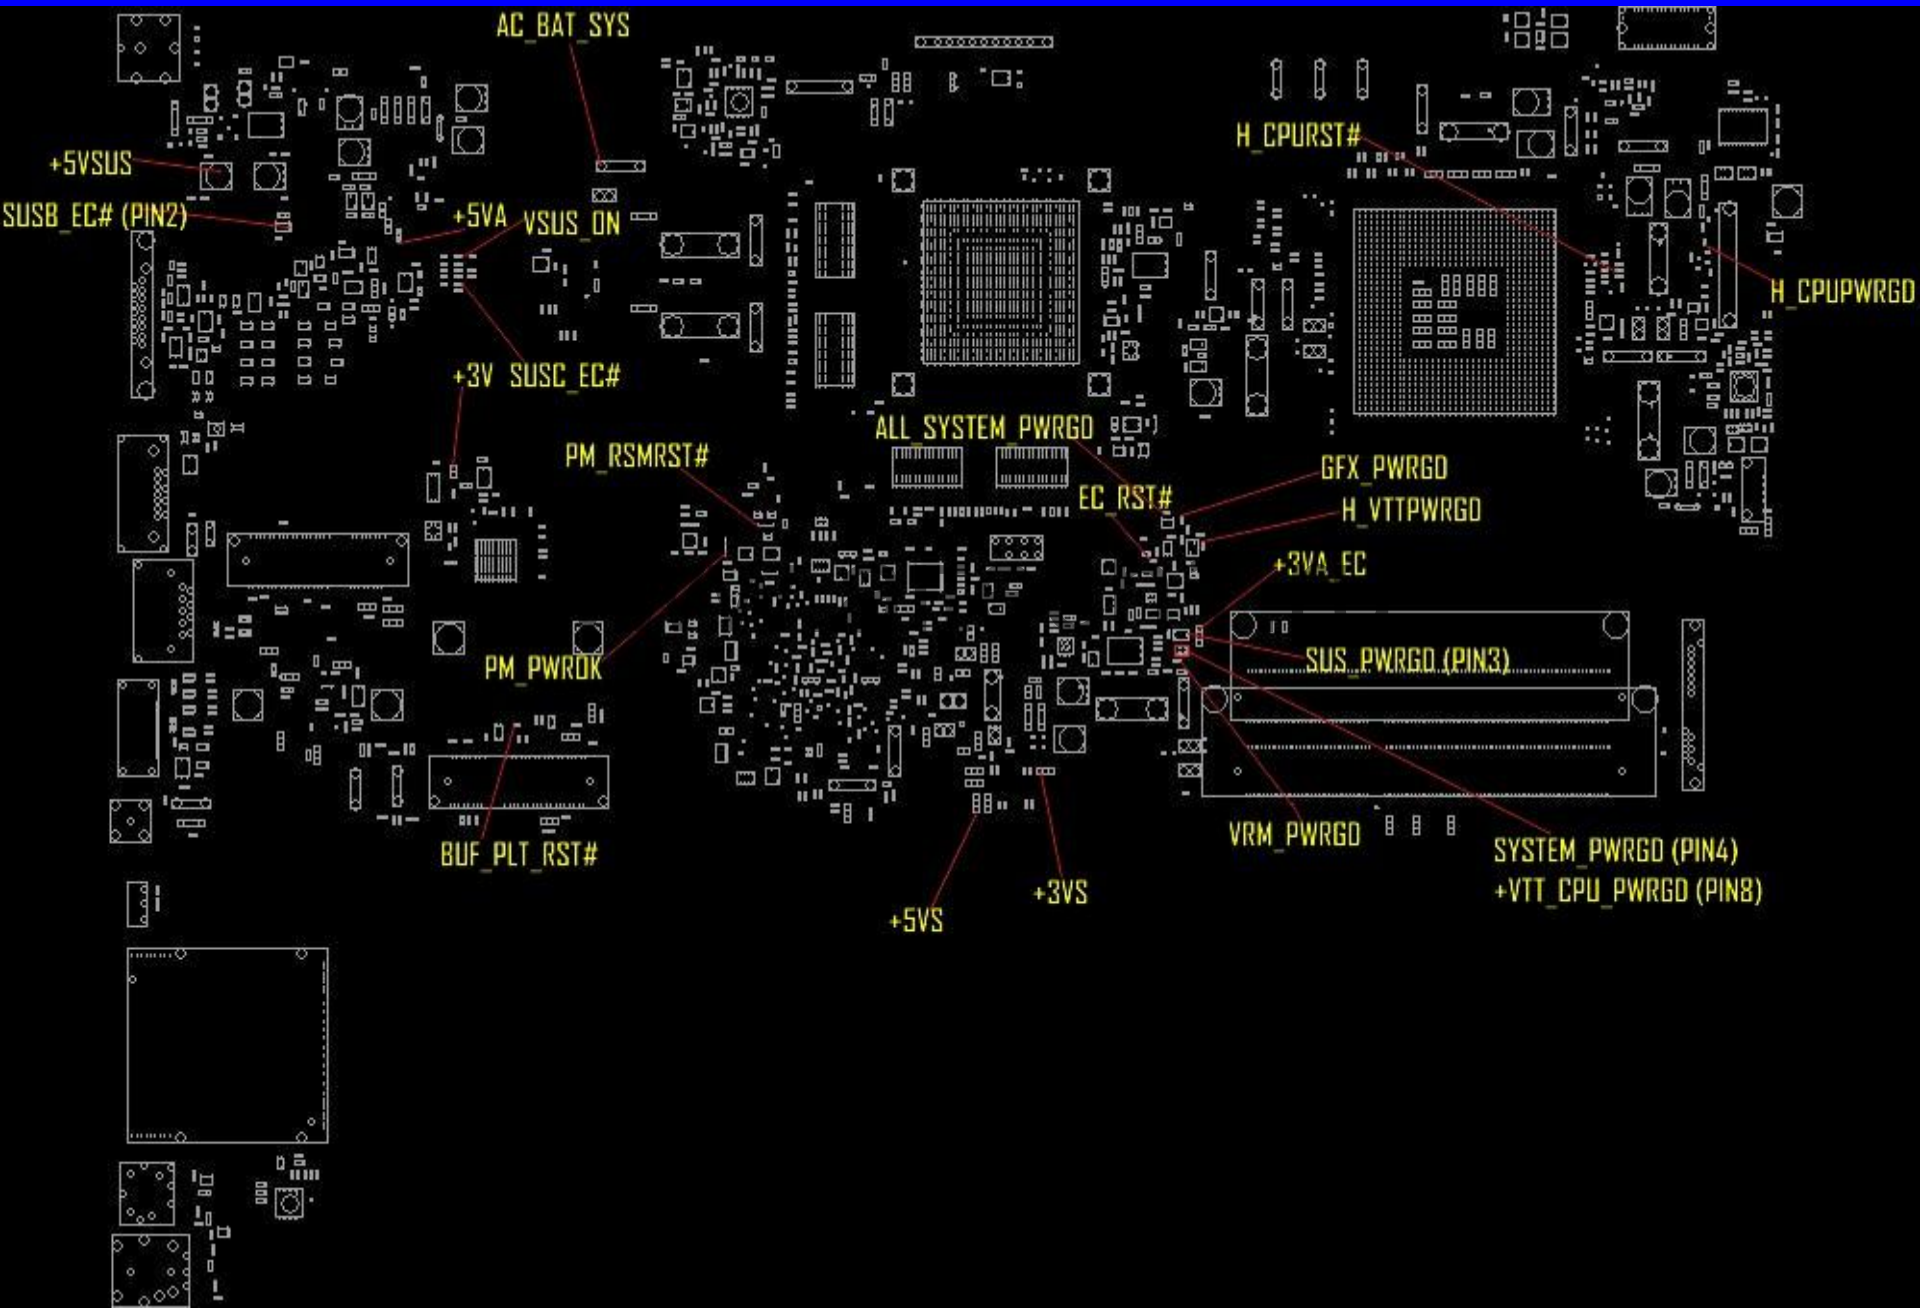 AC_BAT_SYS
H_CPURST#
+5VSUS
SUSB_EC# (PIN2)
+5VA
VSUS_ON
H_CPUPWRGD
+3V
SUSC_EC#
ALL_SYSTEM_PWRGD
PM_RSMRST#
GFX_PWRGD
EC_RST#
H_VTTPWRGD
+3VA_EC
SUS_PWRGD (PIN3)
PM_PWROK
VRM_PWRGD
BUF_PLT_RST#
SYSTEM_PWRGD (PIN4)
+VTT_CPU_PWRGD (PIN8)
+3VS
+5VS